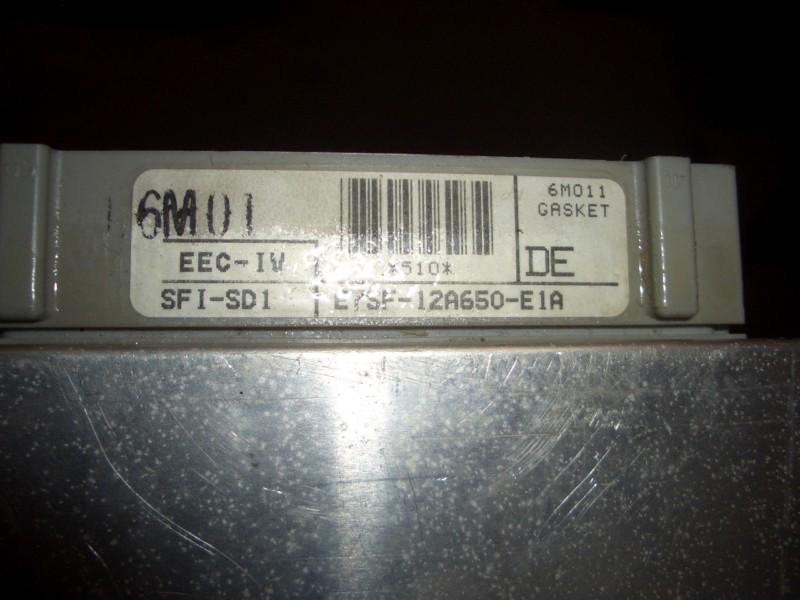 6M01
6M011
GASKET
EEC-IV
*510*
DE
SFI-SD1
E7SF-12A650-E1A